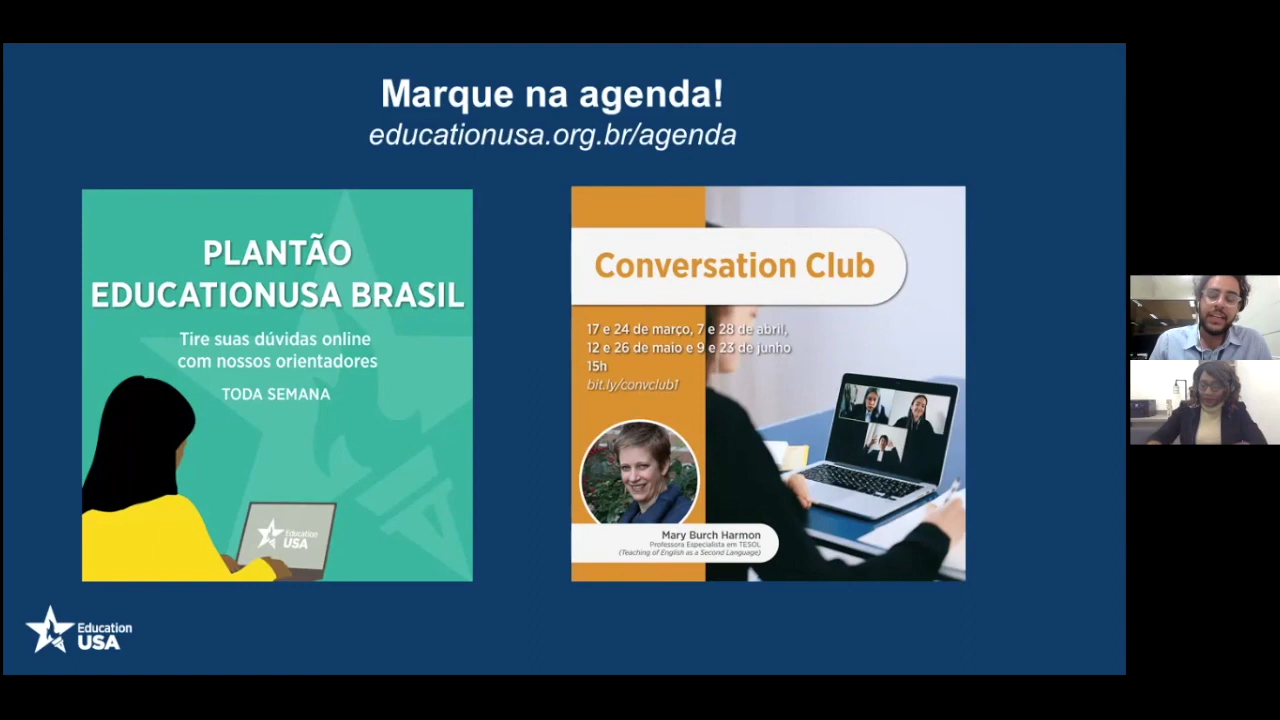 Marque na agenda!
educationusa.org.br/agenda
PLANTÃO
EDUCATIONUSA BRASIL
Tire suas dúvidas online
com nossos orientadores
TODA SEMANA
Education
USA
Conversation Club
17 e 24 de março, 7 e 28 de abril,
12 e 26 de maio e 9 e 23 de junho
15h
bit.ly/convclub1
Mary Burch Harmon
Professora Especialista em TESOL
(Teaching of English as a Second Language)
Education
USA